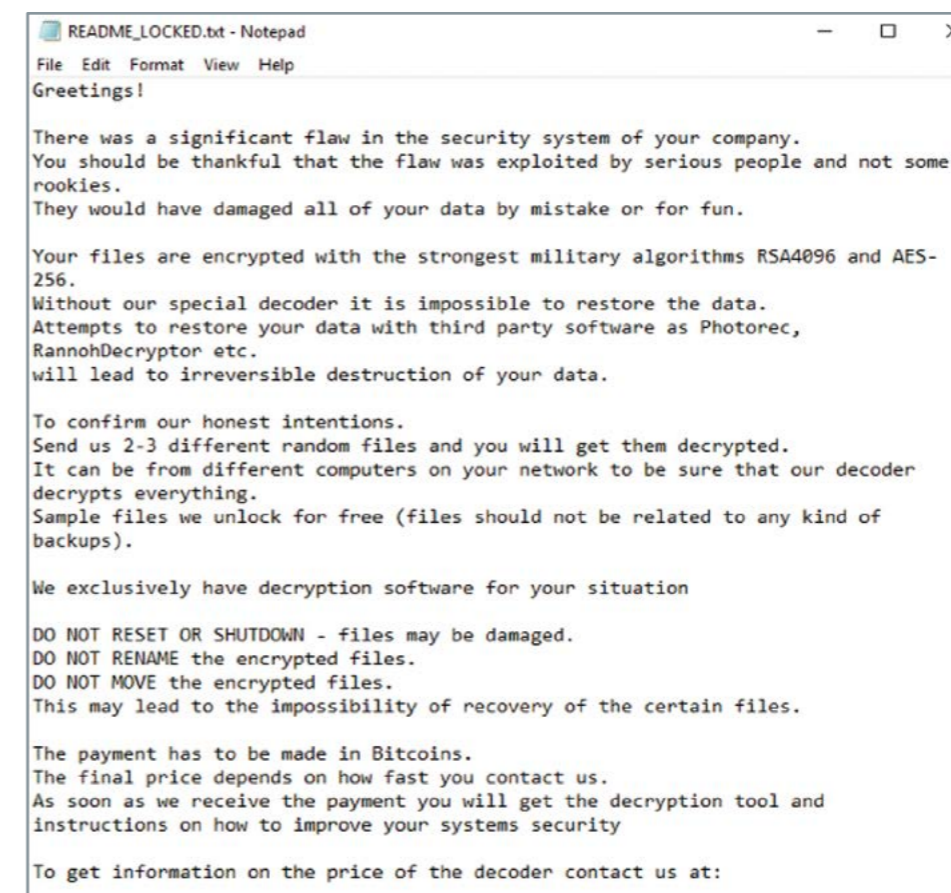 README_LOCKED.txt - Notepad
File Edit Format View Help
Greetings!
There was a significant flaw in the security system of your company.
You should be thankful that the flaw was exploited by serious people and not some
rookies.
They would have damaged all of your data by mistake or for fun.
Your files are encrypted with the strongest military algorithms RSA4096 and AES-
256.
Without our special decoder it is impossible to restore the data.
Attempts to restore your data with third party software as Photorec,
RannohDecryptor etc.
will lead to irreversible destruction of your data.
To confirm our honest intentions.
Send us 2-3 different random files and you will get them decrypted.
It can be from different computers on your network to be sure that our decoder
decrypts everything.
Sample files we unlock for free (files should not be related to any kind of
backups).
We exclusively have decryption software for your situation
DO NOT RESET OR SHUTDOWN - files may be damaged.
DO NOT RENAME the encrypted files.
DO NOT MOVE the encrypted files.
This may lead to the impossibility of recovery of the certain files.
The payment has to be made in Bitcoins.
The final price depends on how fast you contact us.
As soon as we receive the payment you will get the decryption tool and
instructions on how to improve your systems security
To get information on the price of the decoder contact us at: